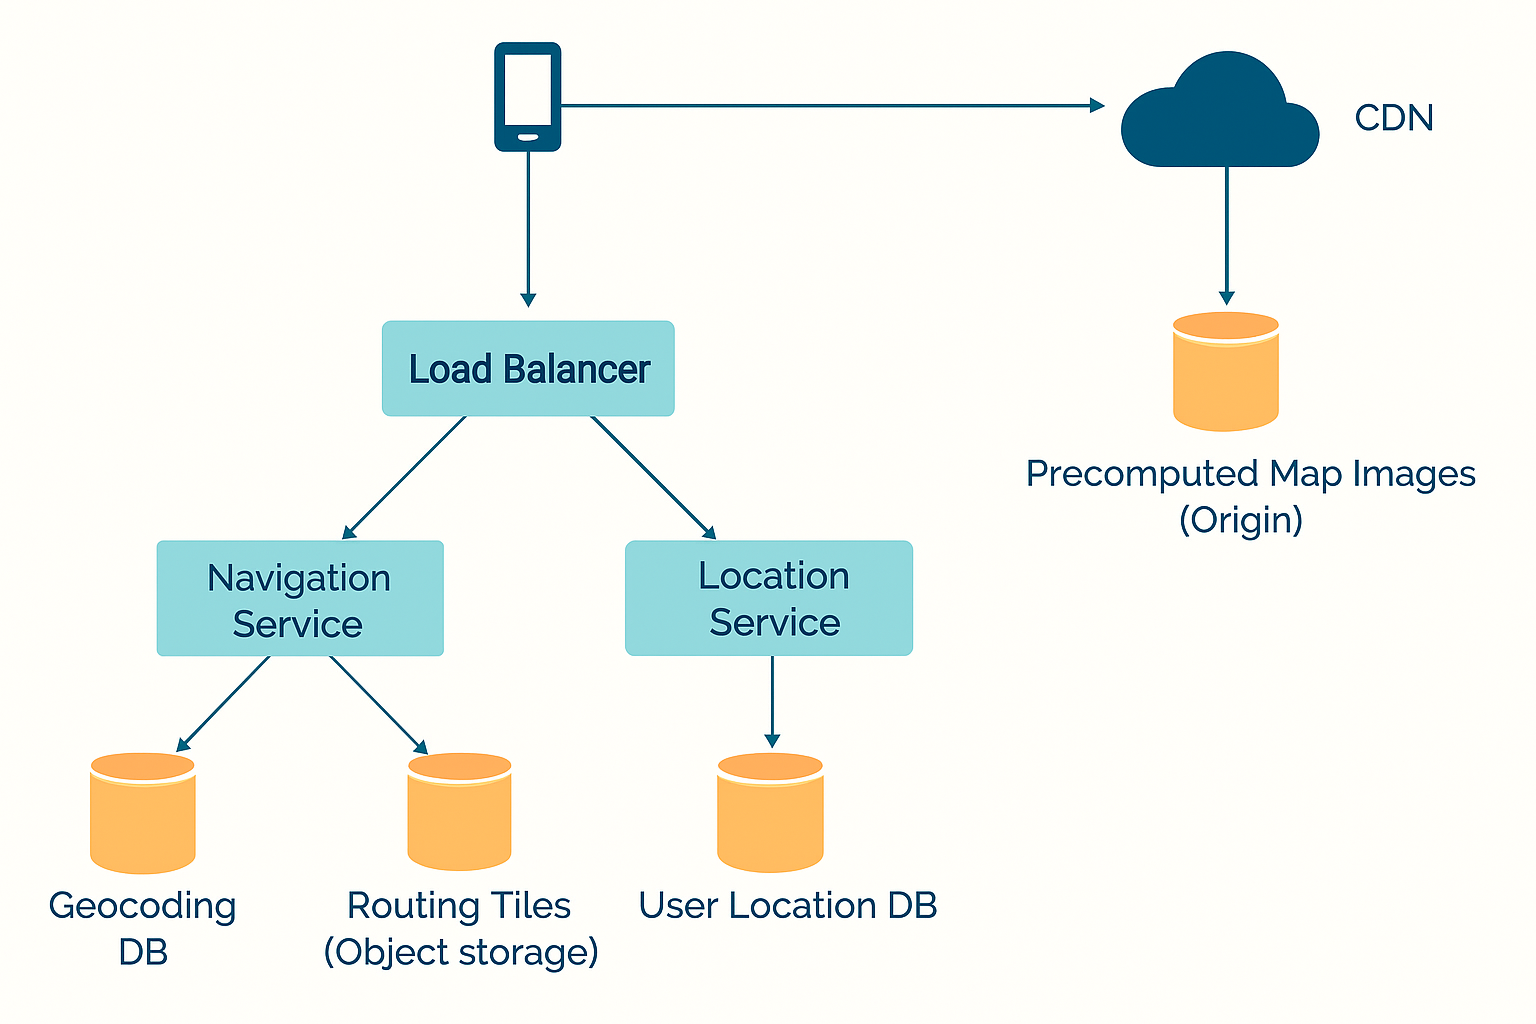 CDN
Load Balancer
Precomputed Map Images
(Origin)
Navigation
Service
Location
Service
Geocoding
DB
Routing Tiles
(Object storage)
User Location DB